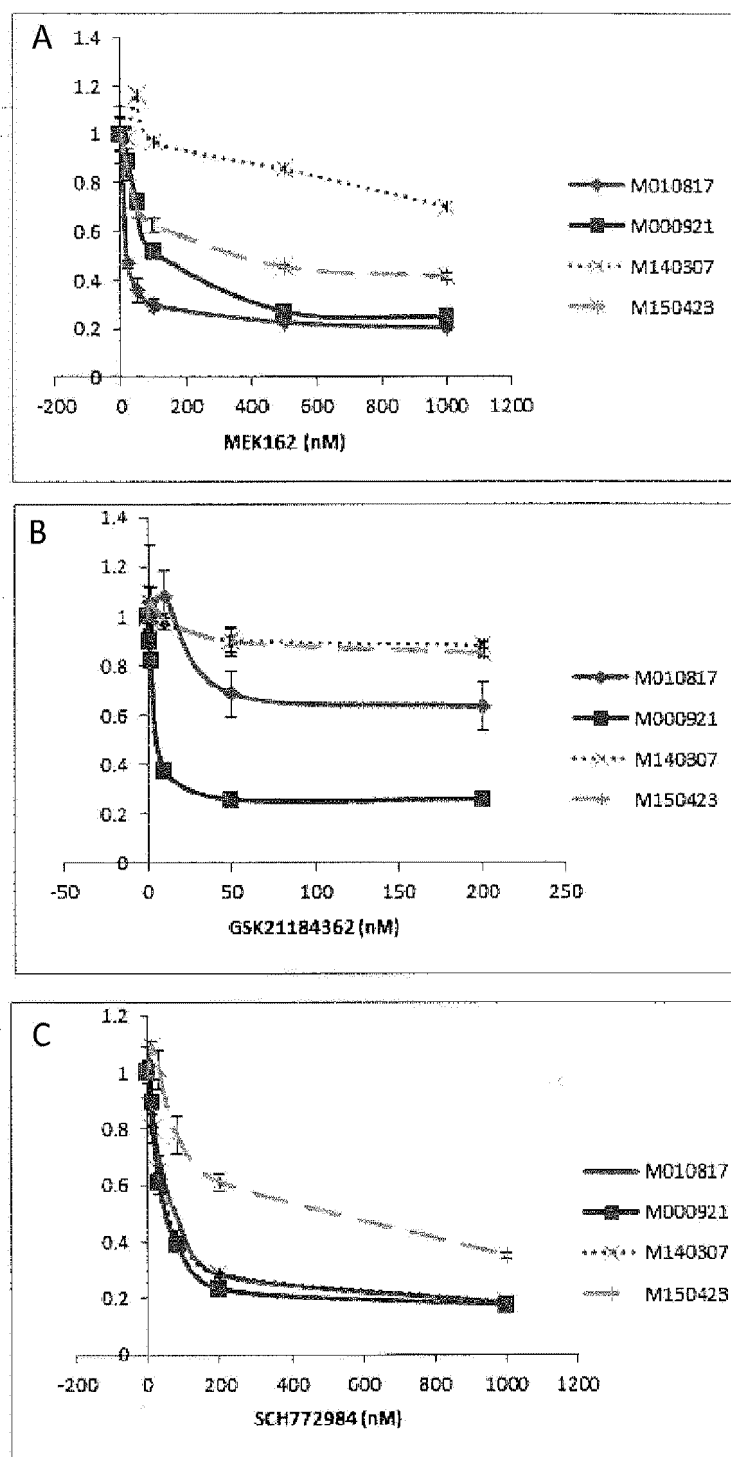 A
1.4
1.2
1
0.8
0.6
0.4
0.2
0
-200 0 200 400 600 800 1000 1200
MEK162 (nM)
M010817
M000921
M140307
M150423
B
1.4
1.2
1
0.8
0.6
0.4
0.2
0
-50 0 50 100 150 200 250
GSK21184362 (nM)
M010817
M000921
M140307
M150423
C
1.2
1
0.8
0.6
0.4
0.2
0
-200 0 200 400 600 800 1000 1200
SCH772984 (nM)
M010817
M000921
M140307
M150423